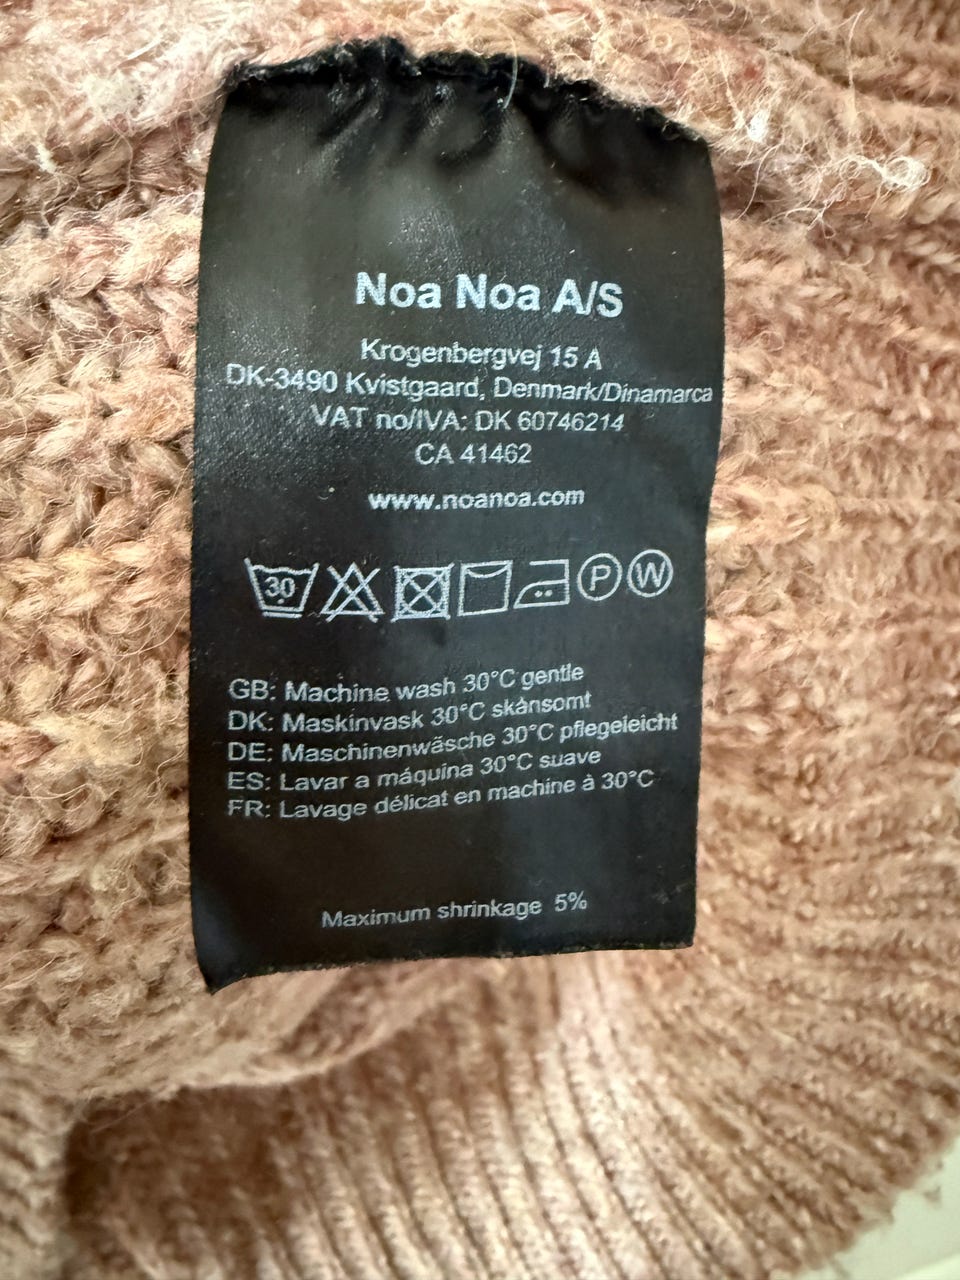 Noa Noa A/S
Krogenbergvej 15 A
DK-3490 Kvistgaard, Denmark/Dinamarca
VAT no/IVA: DK 60746214
CA 41462
www.noanoa.com
30 P W
GB: Machine wash 30°C gentle
DK: Maskinvask 30°C skånsomt
DE: Maschinenwäsche 30°C pflegeleicht
ES: Lavar a máquina 30°C suave
FR: Lavage délicat en machine à 30°C
Maximum shrinkage 5%